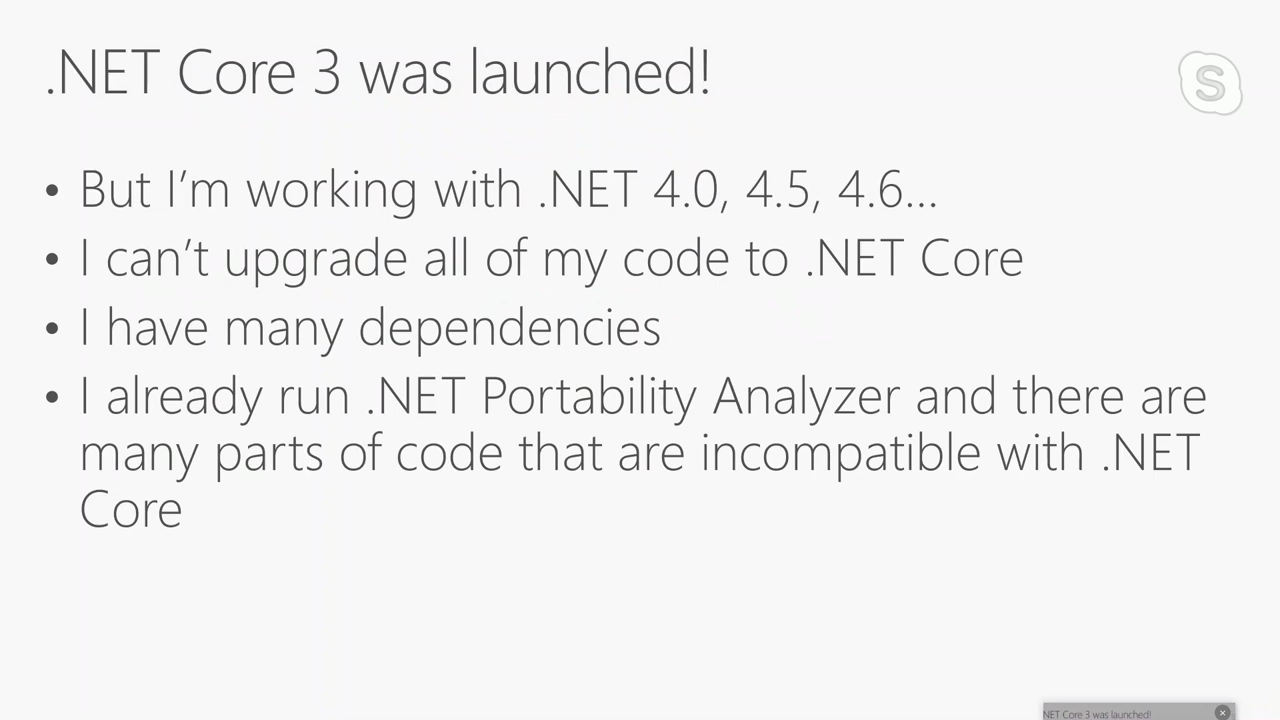 .NET Core 3 was launched!
S
• But I’m working with .NET 4.0, 4.5, 4.6...
• I can’t upgrade all of my code to .NET Core
• I have many dependencies
• I already run .NET Portability Analyzer and there are
many parts of code that are incompatible with .NET
Core
NET Core 3 was launched!